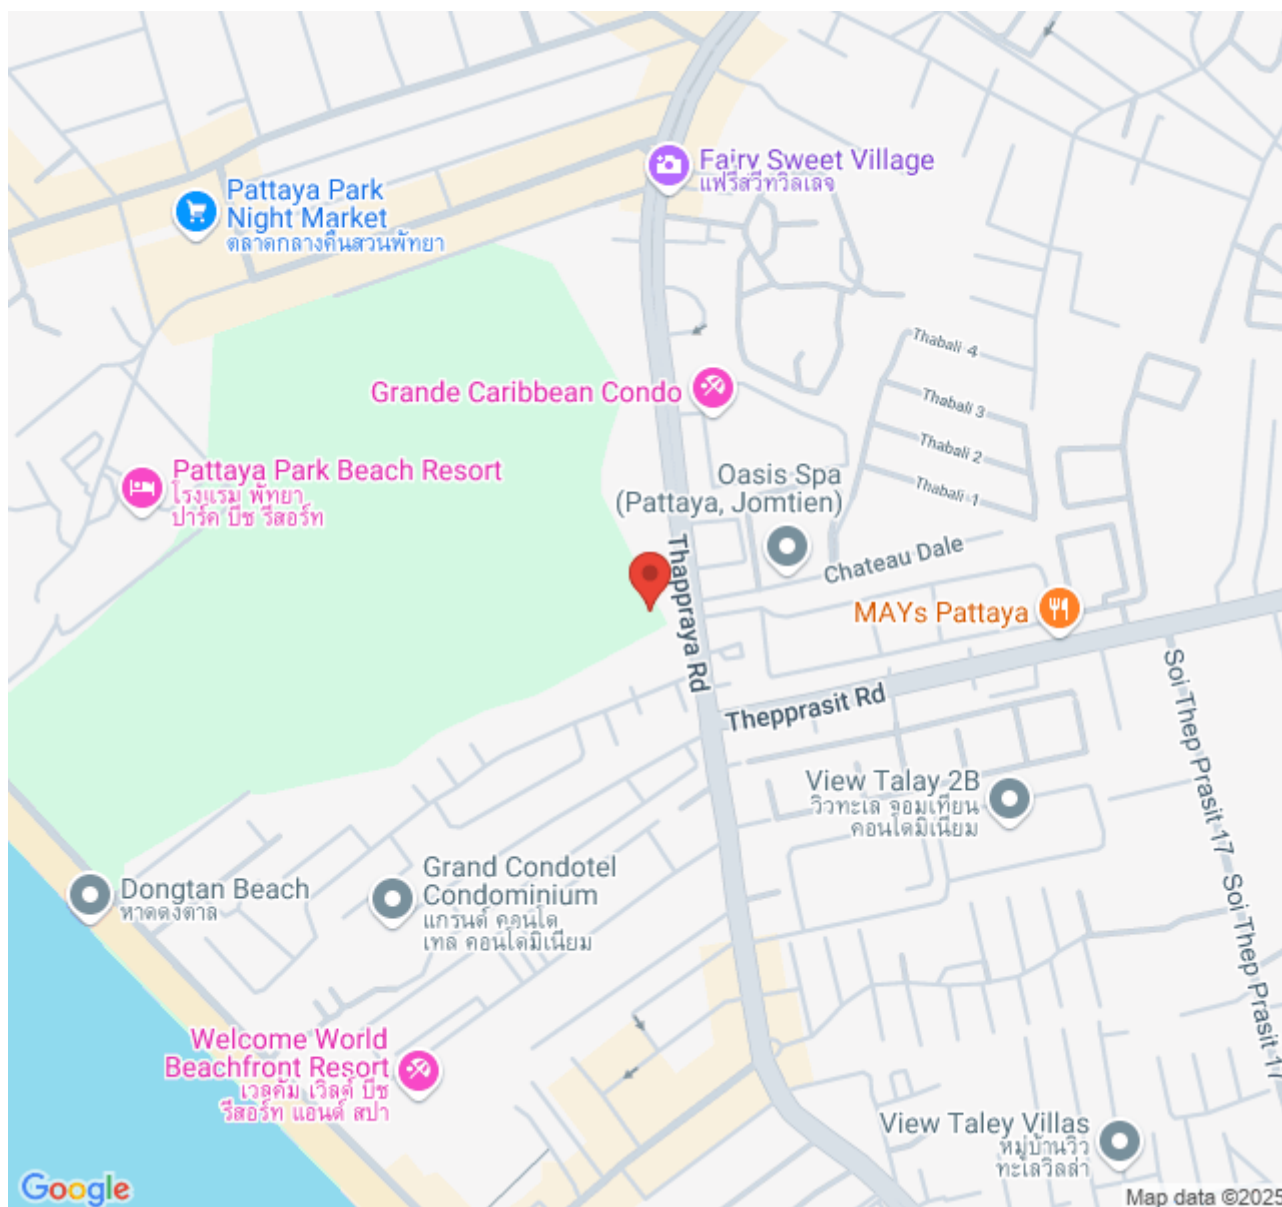 Fairy Sweet Village
แฟรี่สวีทวิลเลจ
Pattaya Park
Night Market
ตลาดกลางคืนสวนพัทยา
Thabali 4
Grande Caribbean Condo
Thabali 3
Thabali 2
Pattaya Park Beach Resort
โรงแรม พัทยา
ปาร์ค บีช รีสอร์ท
Oasis Spa
(Pattaya, Jomtien)
Thabali 1
Chateau Dale
Thappraya Rd
MAYs Pattaya
Thepprasit Rd
Soi Thep Prasit 17
Soi Thep Prasit 17
View Talay 2B
วิวทะเล จอมเทียน
คอนโดมิเนียม
Dongtan Beach
หาดดงตาล
Grand Condotel
Condominium
แกรนด์ คอนโด
เทล คอนโดมิเนียม
Welcome World
Beachfront Resort
เวลคัม เวิลด์ บีช
รีสอร์ท แอนด์ สปา
View Taley Villas
หมู่บ้านวิว
ทะเลวิลล่า
Google
Map data ©2025